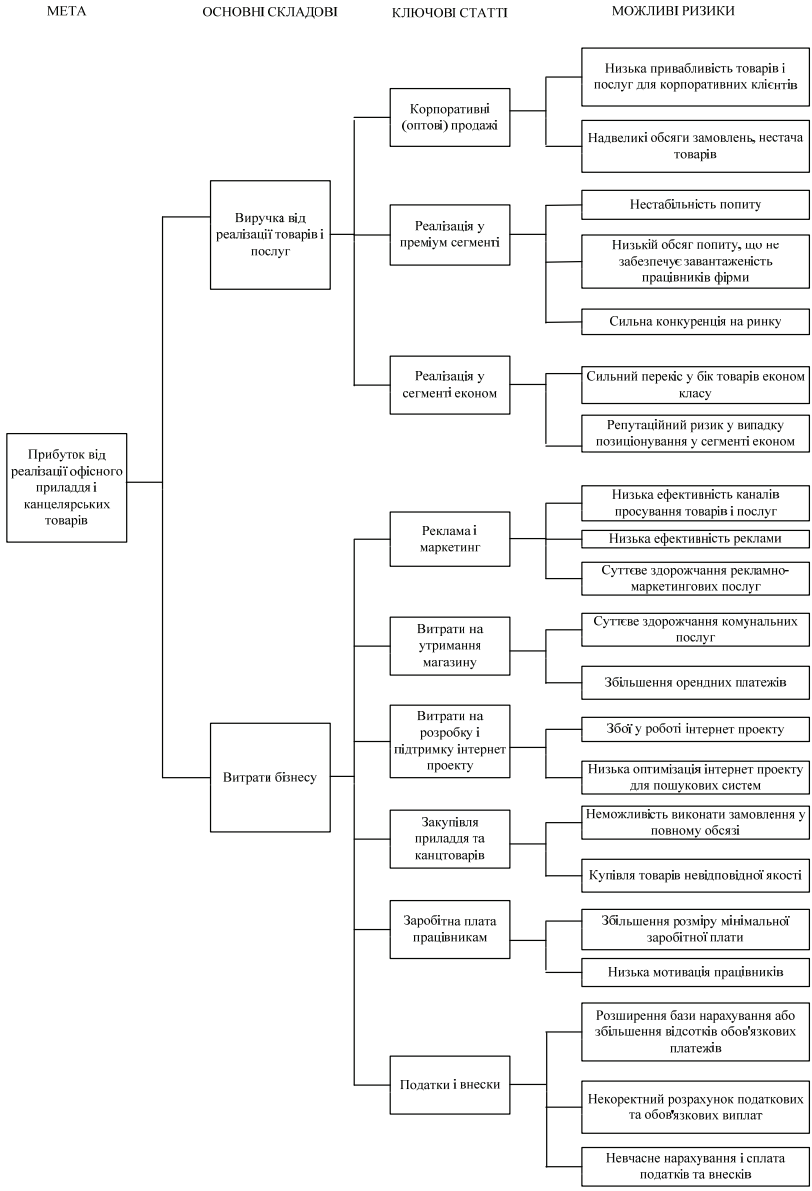 МЕТА
ОСНОВНІ СКЛАДОВІ
КЛЮЧОВІ СТАТТІ
МОЖЛИВІ РИЗИКИ
Прибуток від
реалізації офісного
приладдя і
канцелярських
товарів
Виручка від
реалізації товарів і
послуг
Корпоративні
(оптові) продажі
Низька привабливість товарів і
послуг для корпоративних клієнтів
Надвеликі обсяги замовлень, нестача
товарів
Реалізація у
преміум сегменті
Нестабільність попиту
Низькій обсяг попиту, що не
забезпечує завантаженість
працівників фірми
Сильна конкуренція на ринку
Реалізація у
сегменті економ
Сильний перекіс у бік товарів економ
класу
Репутаційний ризик у випадку
позиціонування у сегменті економ
Витрати бізнесу
Реклама і
маркетинг
Низька ефективність каналів
просування товарів і послуг
Низька ефективність реклами
Суттєве здорожчання рекламно-
маркетингових послуг
Витрати на
утримання
магазину
Суттєве здорожчання комунальних
послуг
Збільшення орендних платежів
Витрати на
розробку і
підтримку інтернет
проекту
Збої у роботі інтернет проекту
Низька оптимізація інтернет проекту
для пошукових систем
Закупівля
приладдя та
канцтоварів
Неможливість виконати замовлення у
повному обсязі
Купівля товарів невідповідної якості
Заробітна плата
працівникам
Збільшення розміру мінімальної
заробітної плати
Низька мотивація працівників
Податки і внески
Розширення бази нарахування або
збільшення відсотків обов'язкових
платежів
Некоректний розрахунок податкових
та обов'язкових виплат
Невчасне нарахування і сплата
податків та внесків